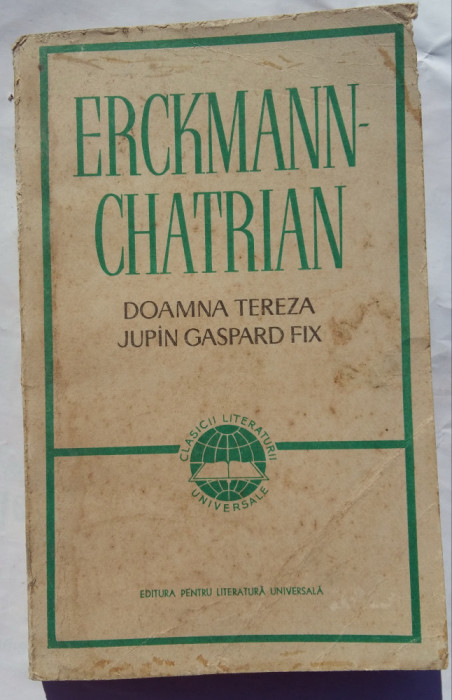 ERCKMANN-
CHATRIAN
DOAMNA TEREZA
JUPÎN GASPARD FIX
CLASICII LITERATURII
UNIVERSALE
EDITURA PENTRU LITERATURĂ UNIVERSALĂ